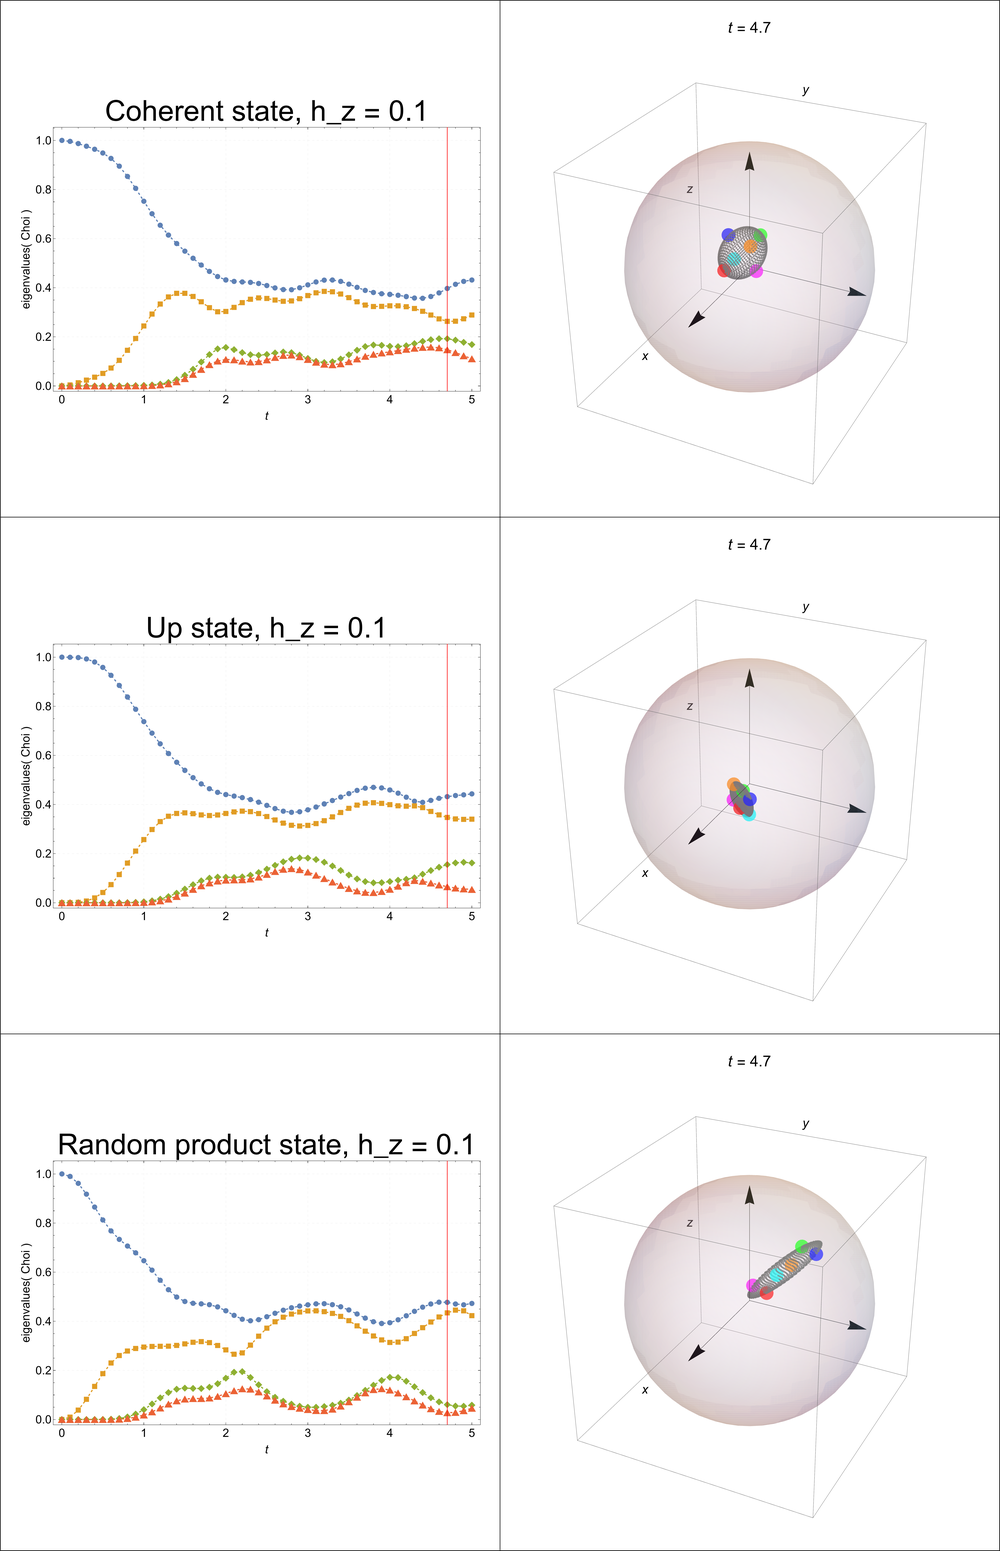 t = 4.7
Coherent state, h_z = 0.1
eigenvalues( Choi )
1.0
0.8
0.6
0.4
0.2
0.0
0 1 2 3 4 5
t
y
z
x
t = 4.7
Up state, h_z = 0.1
eigenvalues( Choi )
1.0
0.8
0.6
0.4
0.2
0.0
0 1 2 3 4 5
t
y
z
x
t = 4.7
Random product state, h_z = 0.1
eigenvalues( Choi )
1.0
0.8
0.6
0.4
0.2
0.0
0 1 2 3 4 5
t
y
z
x